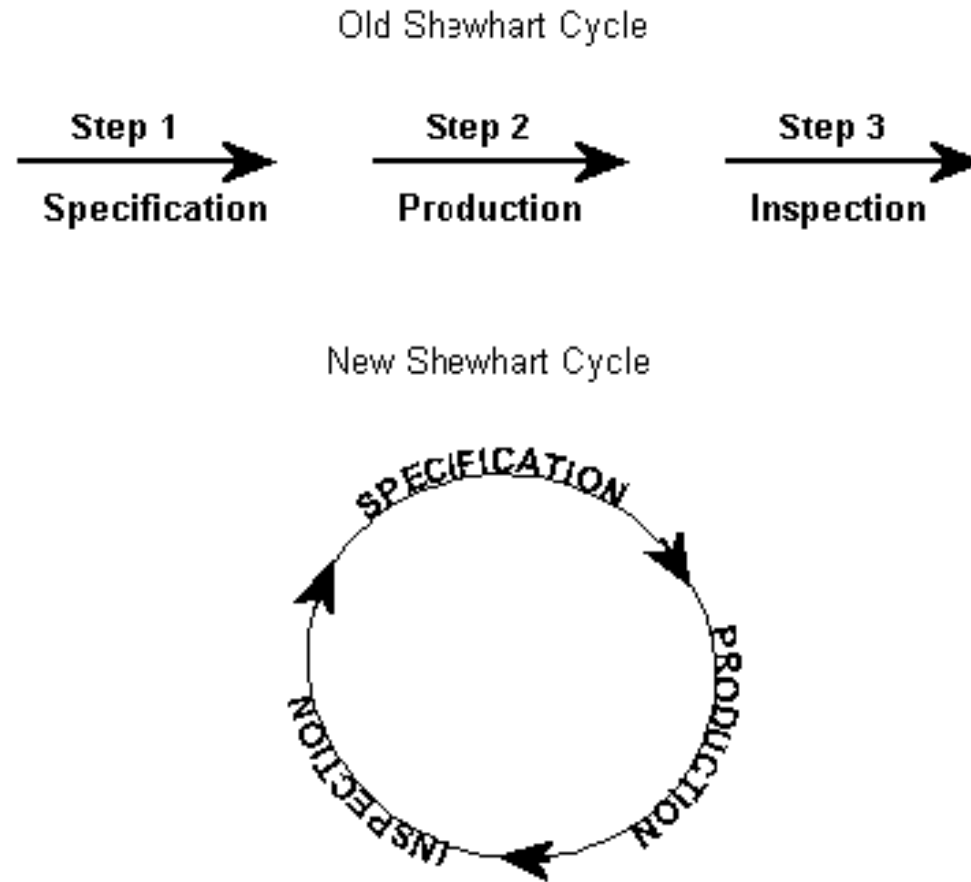 Old Shewhart Cycle
Step 1
Step 2
Step 3
Specification
Production
Inspection
New Shewhart Cycle
SPECIFICATION
PRODUCTION
INSPECTION